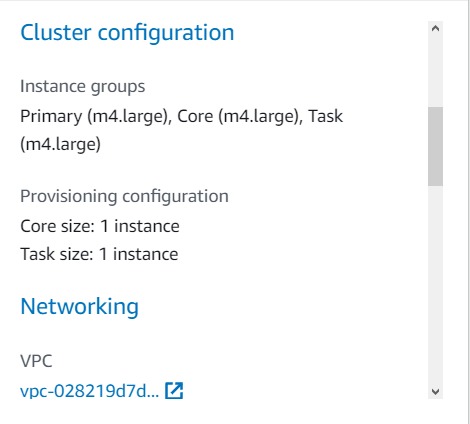 Cluster configuration
Instance groups
Primary (m4.large), Core (m4.large), Task
(m4.large)
Provisioning configuration
Core size: 1 instance
Task size: 1 instance
Networking
VPC
vpc-028219d7d...